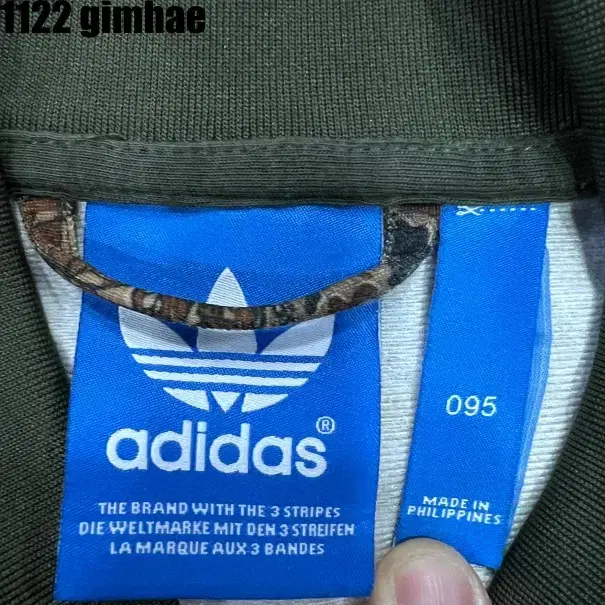 1122 gimhae
adidas®
THE BRAND WITH THE 3 STRIPES
DIE WELTMARKE MIT DEN 3 STREIFEN
LA MARQUE AUX 3 BANDES
095
MADE IN
PHILIPPINES